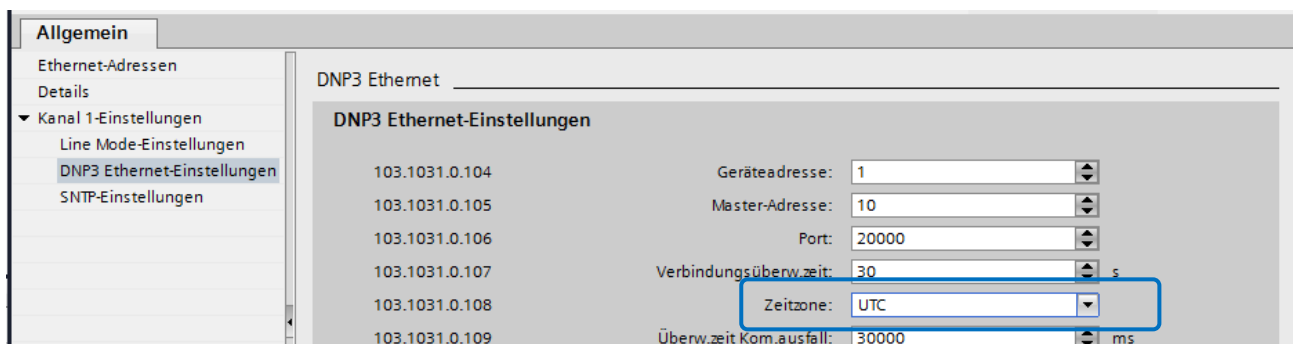 Allgemein
Ethernet-Adressen
Details
Kanal 1-Einstellungen
Line Mode-Einstellungen
DNP3 Ethernet-Einstellungen
SNTP-Einstellungen
DNP3 Ethernet
DNP3 Ethernet-Einstellungen
103.1031.0.104 Geräteadresse: 1
103.1031.0.105 Master-Adresse: 10
103.1031.0.106 Port: 20000
103.1031.0.107 Verbindungsüberw.zeit: 30 s
103.1031.0.108 Zeitzone: UTC
103.1031.0.109 Überw.zeit Kom.ausfall: 30000 ms